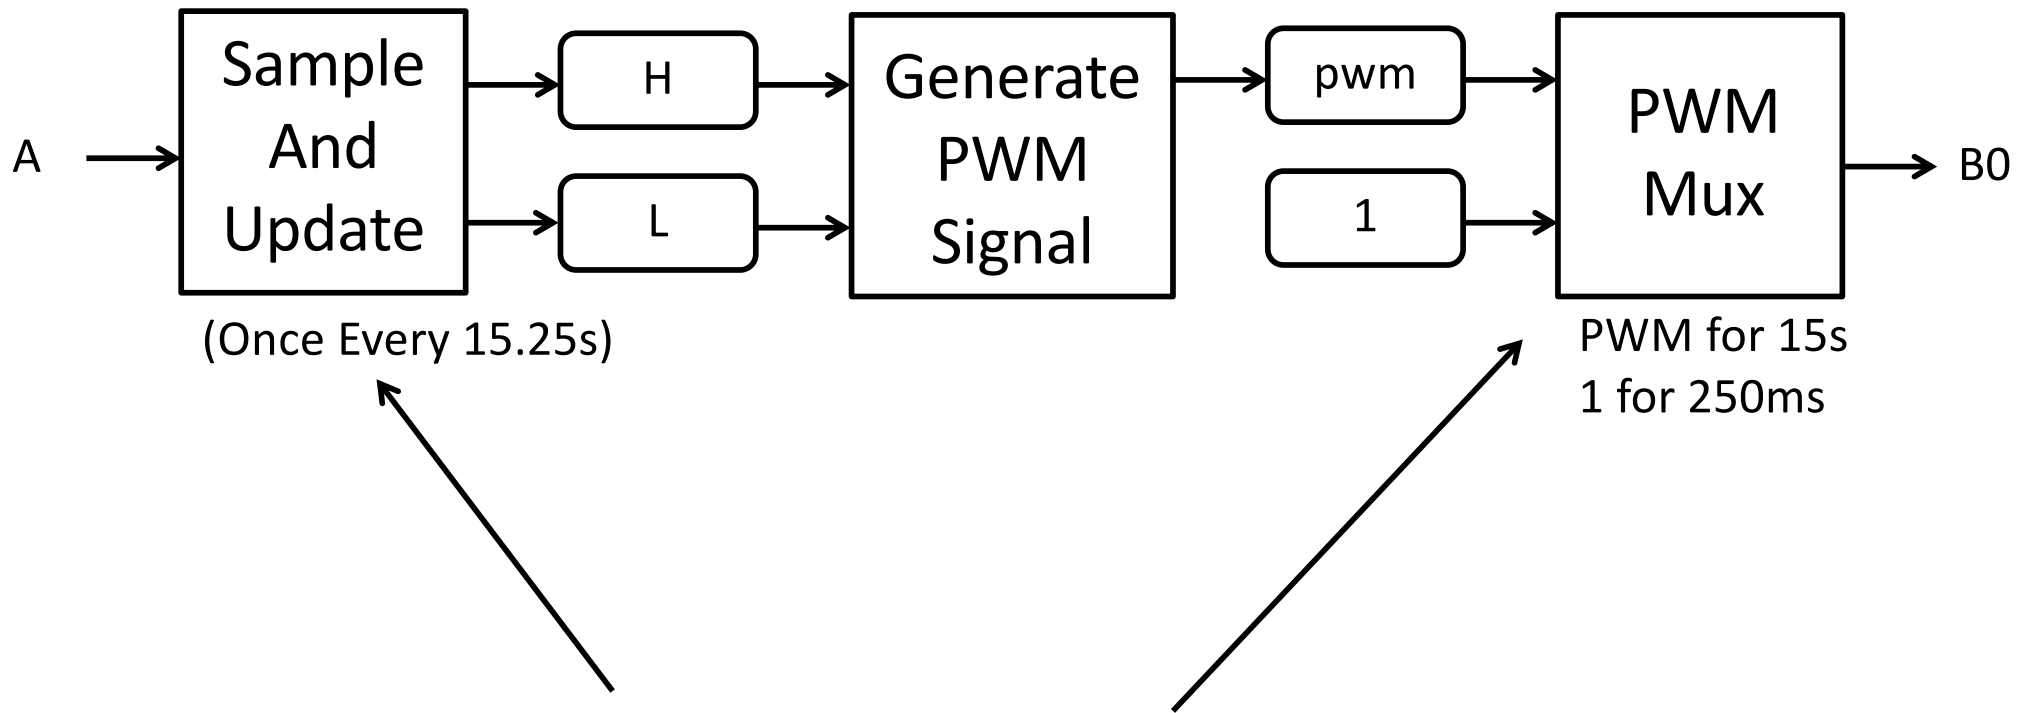 A
Sample
And
Update
(Once Every 15.25s)
H
L
Generate
PWM
Signal
pwm
1
PWM
Mux
PWM for 15s
1 for 250ms
B0